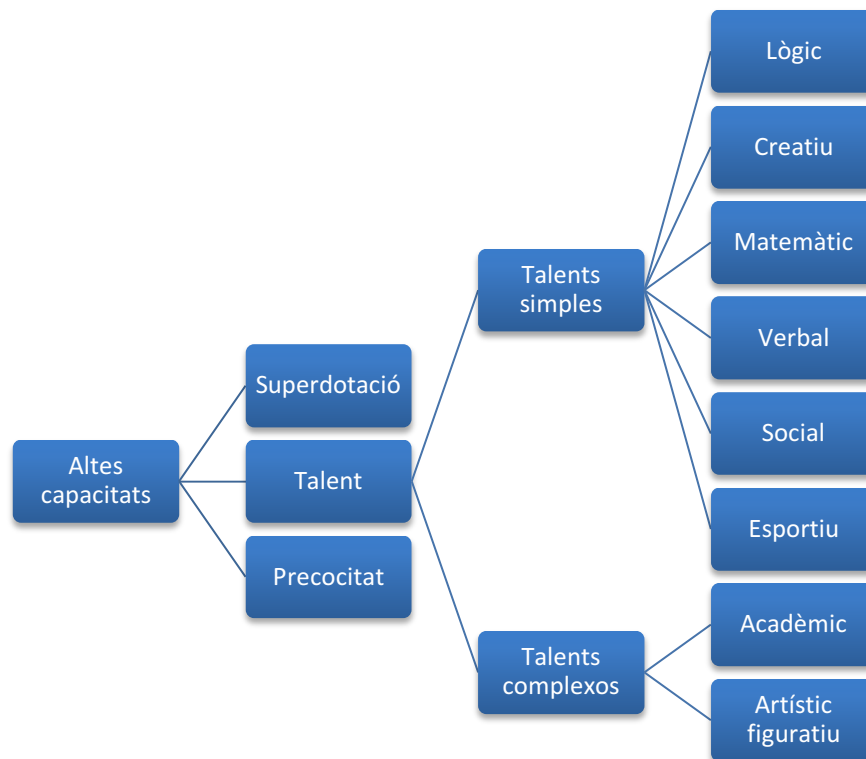 Altes
capacitats
Superdotació
Talent
Precocitat
Talents
simples
Talents
complexos
Lògic
Creatiu
Matemàtic
Verbal
Social
Esportiu
Acadèmic
Artístic
figuratiu